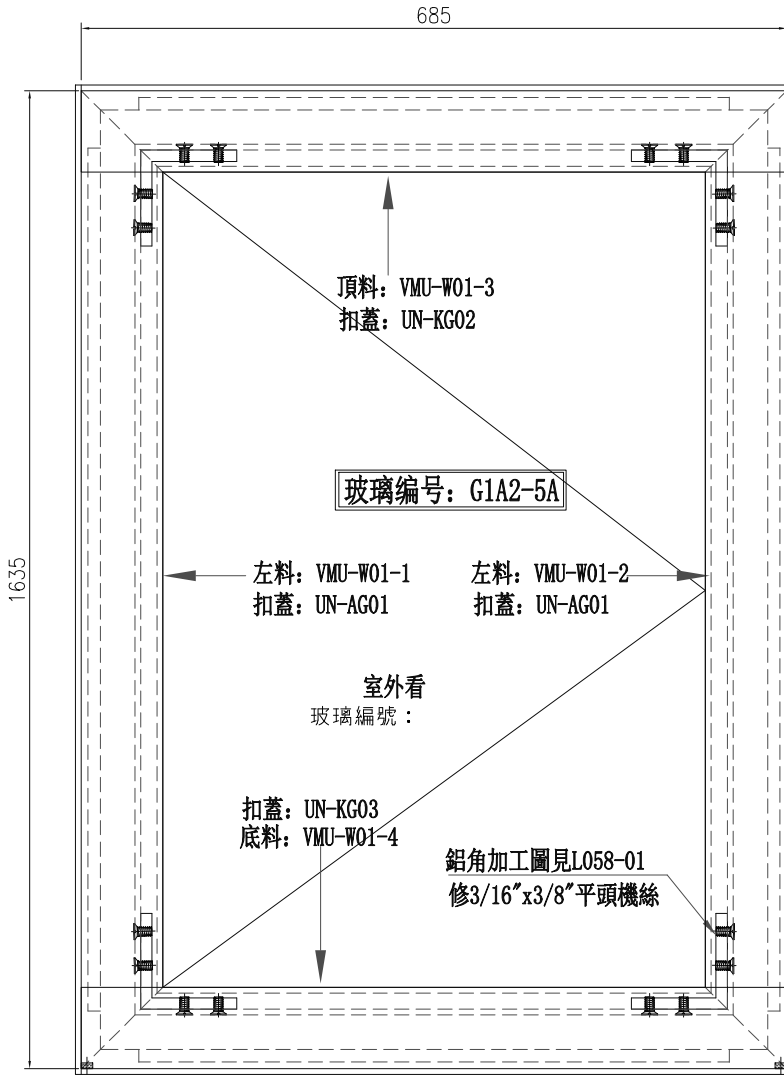 685
1635
頂料：VMU-W01-3
扣蓋：UN-KG02
玻璃编号：G1A2-5A
左料：VMU-W01-1
扣蓋：UN-AG01
左料：VMU-W01-2
扣蓋：UN-AG01
室外看
玻璃編號：
扣蓋：UN-KG03
底料：VMU-W01-4
鋁角加工圖見L058-01
修3/16"x3/8"平頭機絲